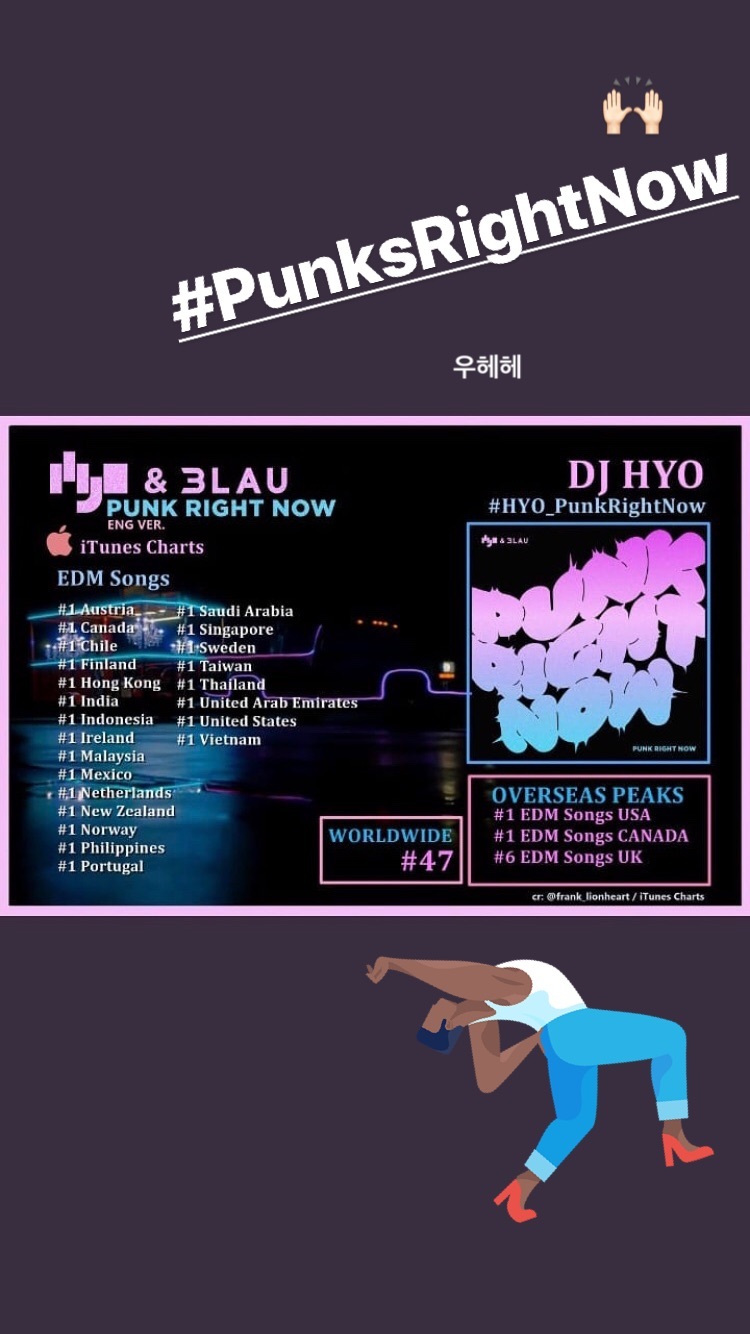 #PunksRightNow
우헤헤
HYO & 3LAU
PUNK RIGHT NOW
ENG VER.
iTunes Charts
EDM Songs
#1 Austria
#1 Canada
#1 Chile
#1 Finland
#1 Hong Kong
#1 India
#1 Indonesia
#1 Ireland
#1 Malaysia
#1 Mexico
#1 Netherlands
#1 New Zealand
#1 Norway
#1 Philippines
#1 Portugal
#1 Saudi Arabia
#1 Singapore
#1 Sweden
#1 Taiwan
#1 Thailand
#1 United Arab Emirates
#1 United States
#1 Vietnam
WORLDWIDE
#47
DJ HYO
#HYO_PunkRightNow
HYO & 3LAU
PUNK
RIGHT
NOW
PUNK RIGHT NOW
OVERSEAS PEAKS
#1 EDM Songs USA
#1 EDM Songs CANADA
#6 EDM Songs UK
cr: @frank_lionheart / iTunes Charts